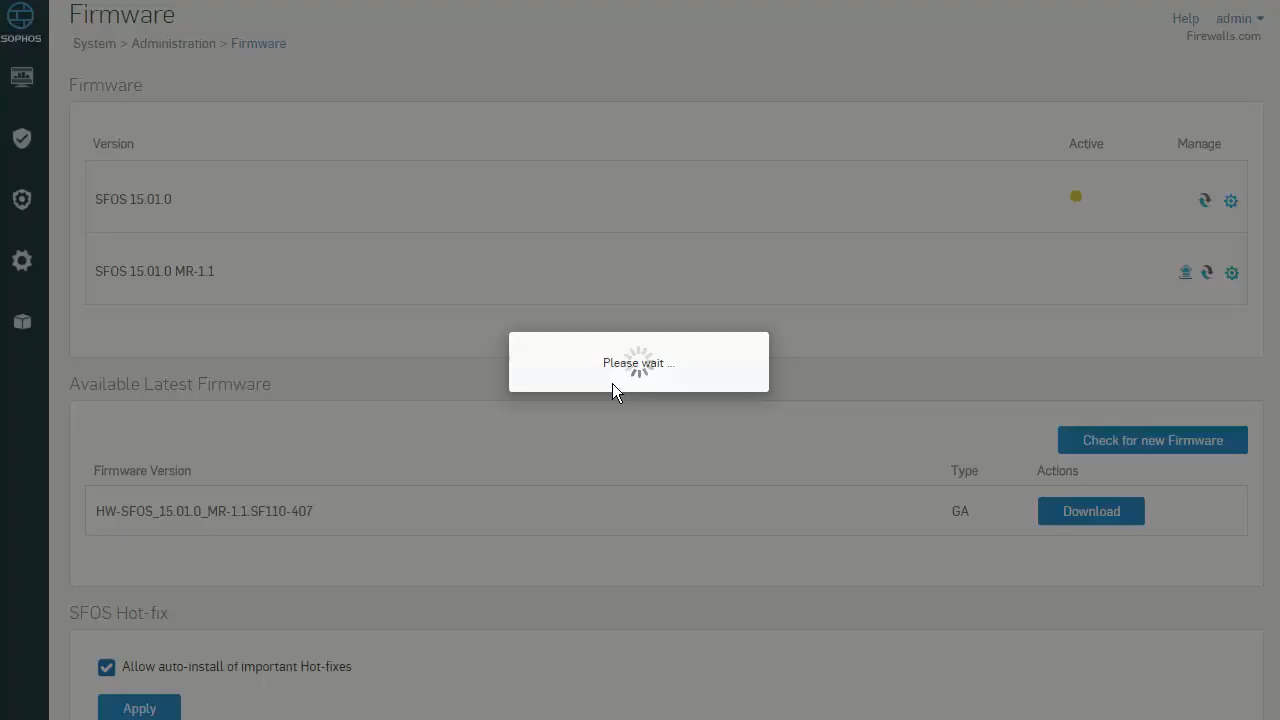 Firmware
Help admin
SOPHOS
System > Administration > Firmware
Firewalls.com
Firmware
Version Active Manage
SFOS 15.01.0
SFOS 15.01.0 MR-1.1
Please wait ...
Available Latest Firmware
Check for new Firmware
Firmware Version Type Actions
HW-SFOS_15.01.0_MR-1.1.SF110-407 GA Download
SFOS Hot-fix
Allow auto-install of important Hot-fixes
Apply